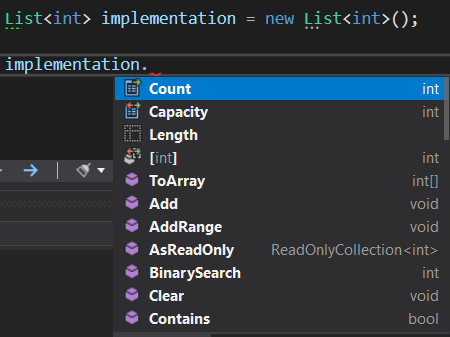 List<int> implementation = new List<int>();
implementation.
Count int
Capacity int
Length
[int] int
ToArray int[]
Add void
AddRange void
AsReadOnly ReadOnlyCollection<int>
BinarySearch int
Clear void
Contains bool